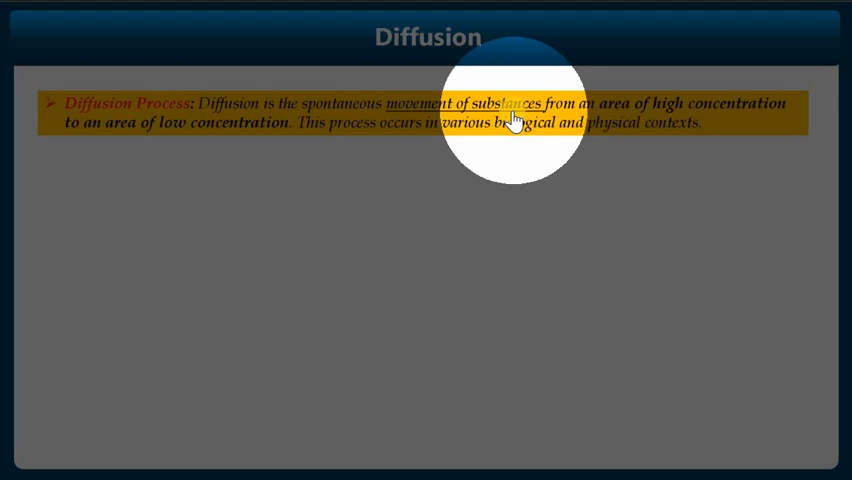 Diffusion
➢ Diffusion Process: Diffusion is the spontaneous movement of substances from an area of high concentration
to an area of low concentration. This process occurs in various biological and physical contexts.